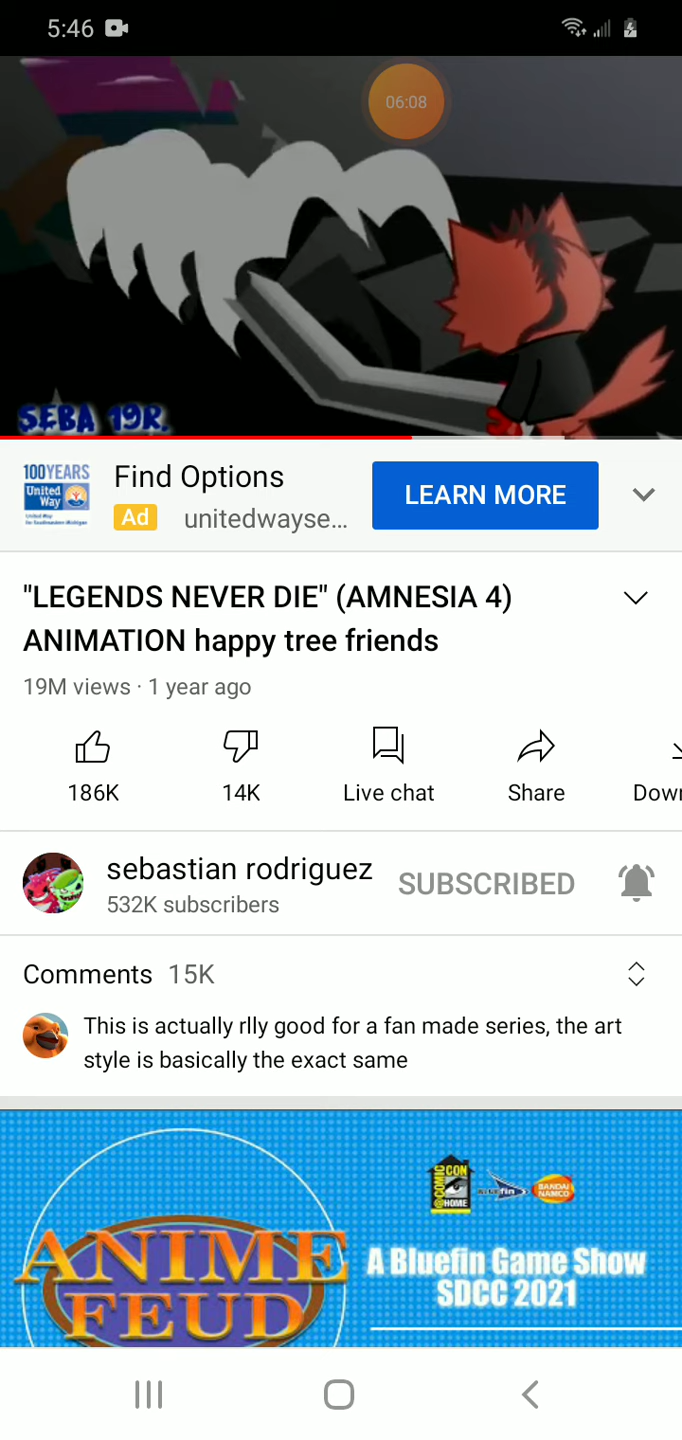 5:46
06:08
SEBA 19R.
100YEARS
United
Way
Find Options
Ad unitedwayse...
LEARN MORE
"LEGENDS NEVER DIE" (AMNESIA 4)
ANIMATION happy tree friends
19M views · 1 year ago
186K
14K
Live chat
Share
Down
sebastian rodriguez
532K subscribers
SUBSCRIBED
Comments 15K
This is actually rlly good for a fan made series, the art
style is basically the exact same
COMIC
CON
@HOME
BANDAI
NAMCO
ANIME
FEUD
A Bluefin Game Show
SDCC 2021